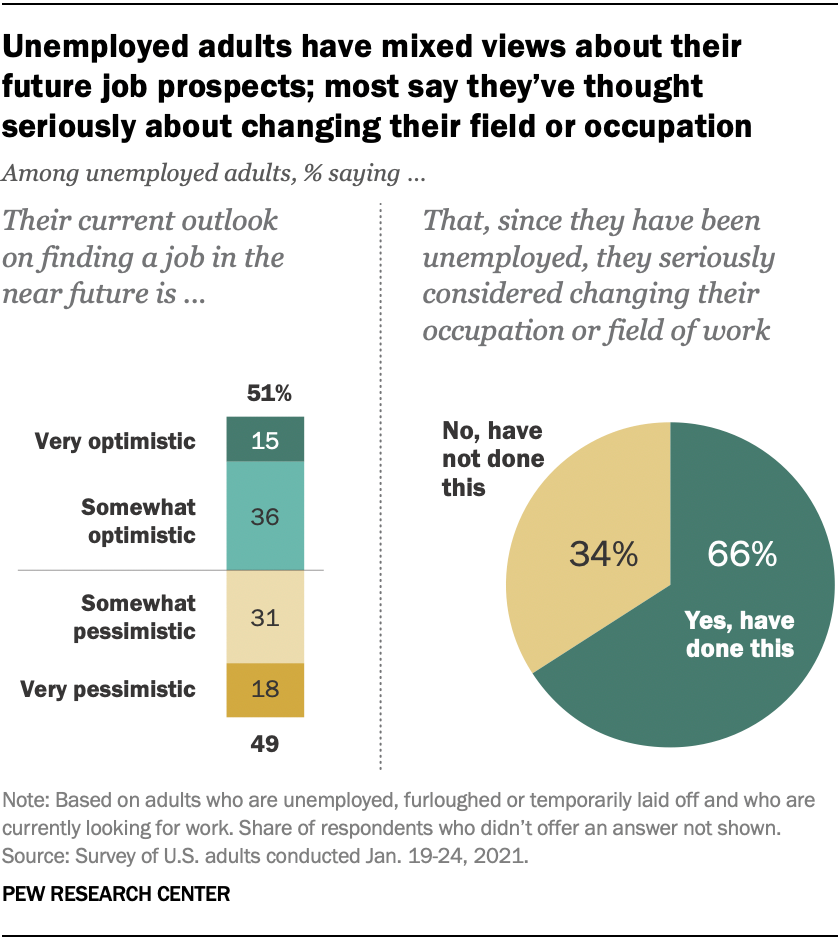 Unemployed adults have mixed views about their
future job prospects; most say they’ve thought
seriously about changing their field or occupation
Among unemployed adults, % saying ...
Their current outlook
on finding a job in the
near future is ...
51%
Very optimistic
15
Somewhat
optimistic
36
Somewhat
pessimistic
31
Very pessimistic
18
49
That, since they have been
unemployed, they seriously
considered changing their
occupation or field of work
No, have
not done
this
34%
66%
Yes, have
done this
Note: Based on adults who are unemployed, furloughed or temporarily laid off and who are
currently looking for work. Share of respondents who didn’t offer an answer not shown.
Source: Survey of U.S. adults conducted Jan. 19-24, 2021.
PEW RESEARCH CENTER